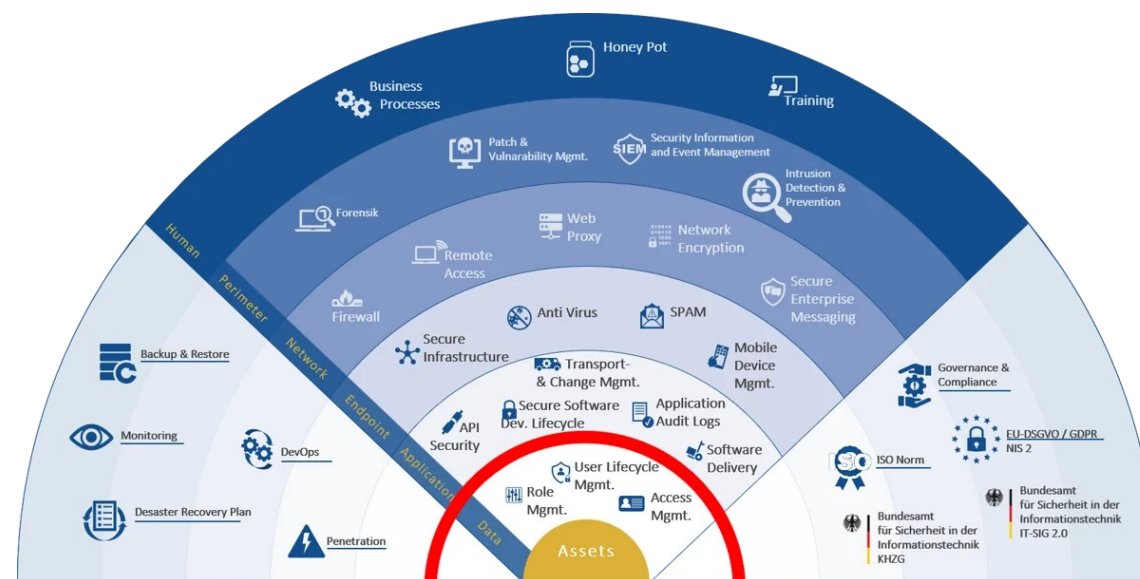 Honey Pot
Business
Processes
Training
Patch &
Vulnarability Mgmt.
SIEM
Security Information
and Event Management
Intrusion
Detection &
Prevention
Forensik
Web
Proxy
Network
Encryption
Remote
Access
Secure
Enterprise
Messaging
Firewall
Anti Virus
SPAM
Secure
Infrastructure
Mobile
Device
Mgmt.
Transport-
& Change Mgmt.
Secure Software
Dev. Lifecycle
Application
Audit Logs
API
Security
Software
Delivery
User Lifecycle
Mgmt.
Role
Mgmt.
Access
Mgmt.
Assets
Human
Perimeter
Network
Endpoint
Application
Data
Backup & Restore
Monitoring
DevOps
Desaster Recovery Plan
Penetration
Governance &
Compliance
EU-DSGVO / GDPR
NIS 2
ISO
ISO Norm
Bundesamt
für Sicherheit in der
Informationstechnik
IT-SIG 2.0
Bundesamt
für Sicherheit in der
Informationstechnik
KHZG